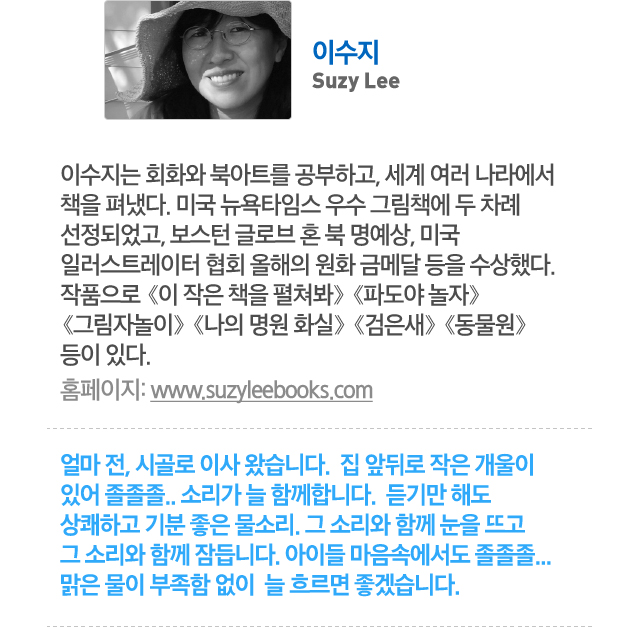 이수지
Suzy Lee
이수지는 회화와 북아트를 공부하고, 세계 여러 나라에서
책을 펴냈다. 미국 뉴욕타임스 우수 그림책에 두 차례
선정되었고, 보스턴 글로브 혼 북 명예상, 미국
일러스트레이터 협회 올해의 원화 금메달 등을 수상했다.
작품으로 《이 작은 책을 펼쳐봐》 《파도야 놀자》
《그림자놀이》 《나의 명원 화실》 《검은새》 《동물원》
등이 있다.
홈페이지: www.suzyleebooks.com
얼마 전, 시골로 이사 왔습니다.  집 앞뒤로 작은 개울이
있어 졸졸졸.. 소리가 늘 함께합니다.  듣기만 해도
상쾌하고 기분 좋은 물소리. 그 소리와 함께 눈을 뜨고
그 소리와 함께 잠듭니다. 아이들 마음속에서도 졸졸졸...
맑은 물이 부족함 없이  늘 흐르면 좋겠습니다.